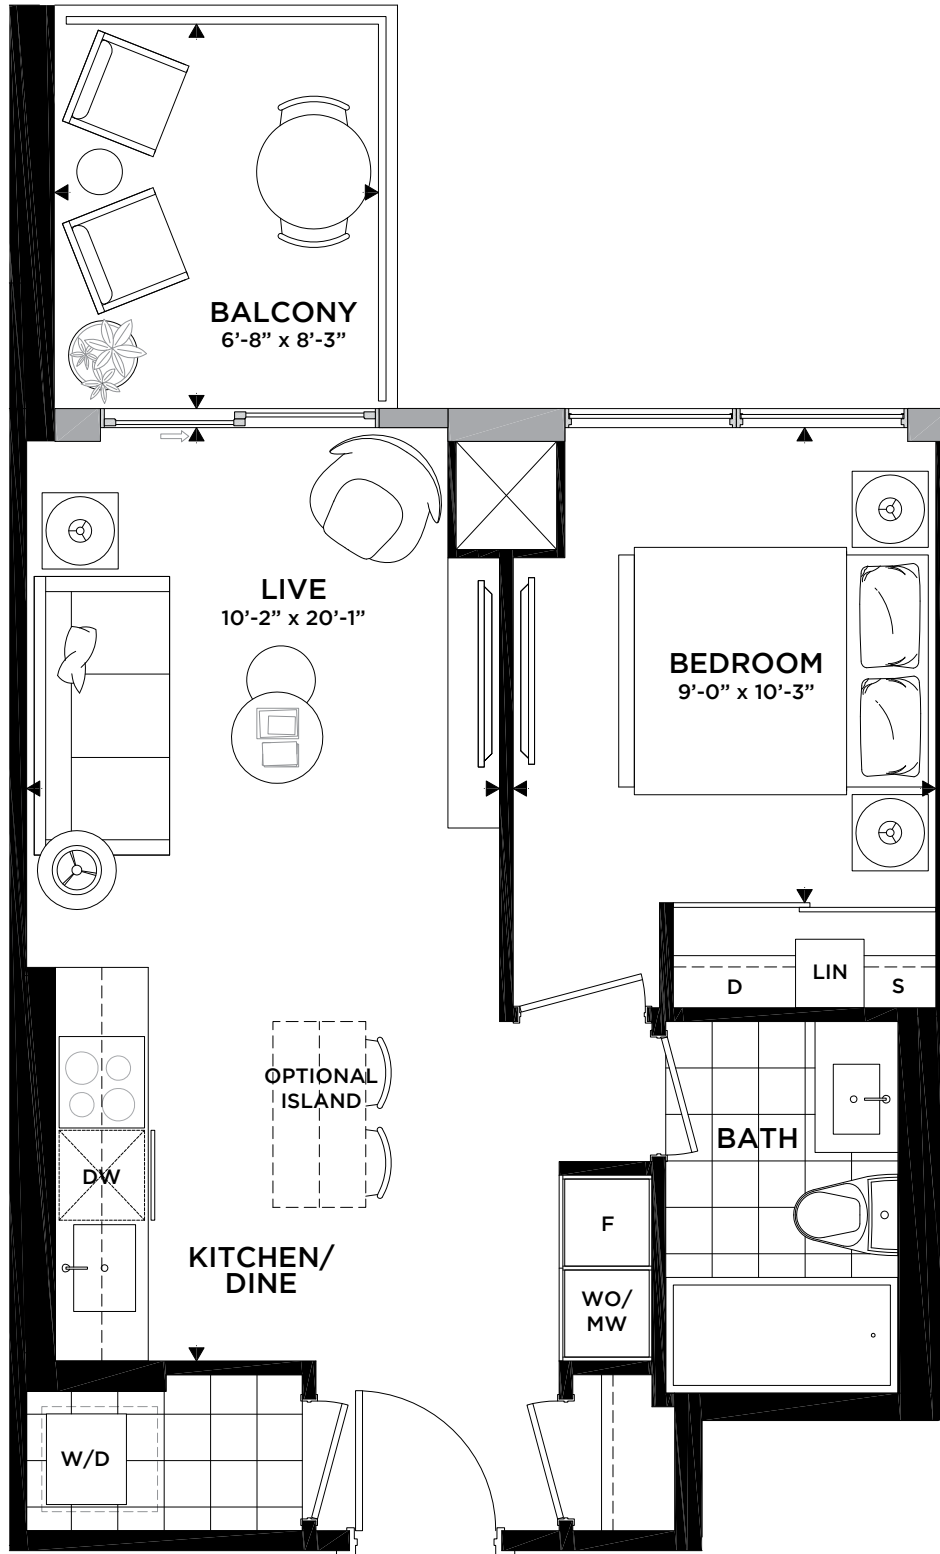 BALCONY
6’-8” x 8’-3”
LIVE
10’-2” x 20’-1”
BEDROOM
9’-0” x 10’-3”
D
LIN
S
OPTIONAL
ISLAND
BATH
DW
F
KITCHEN/
DINE
WO/
MW
W/D